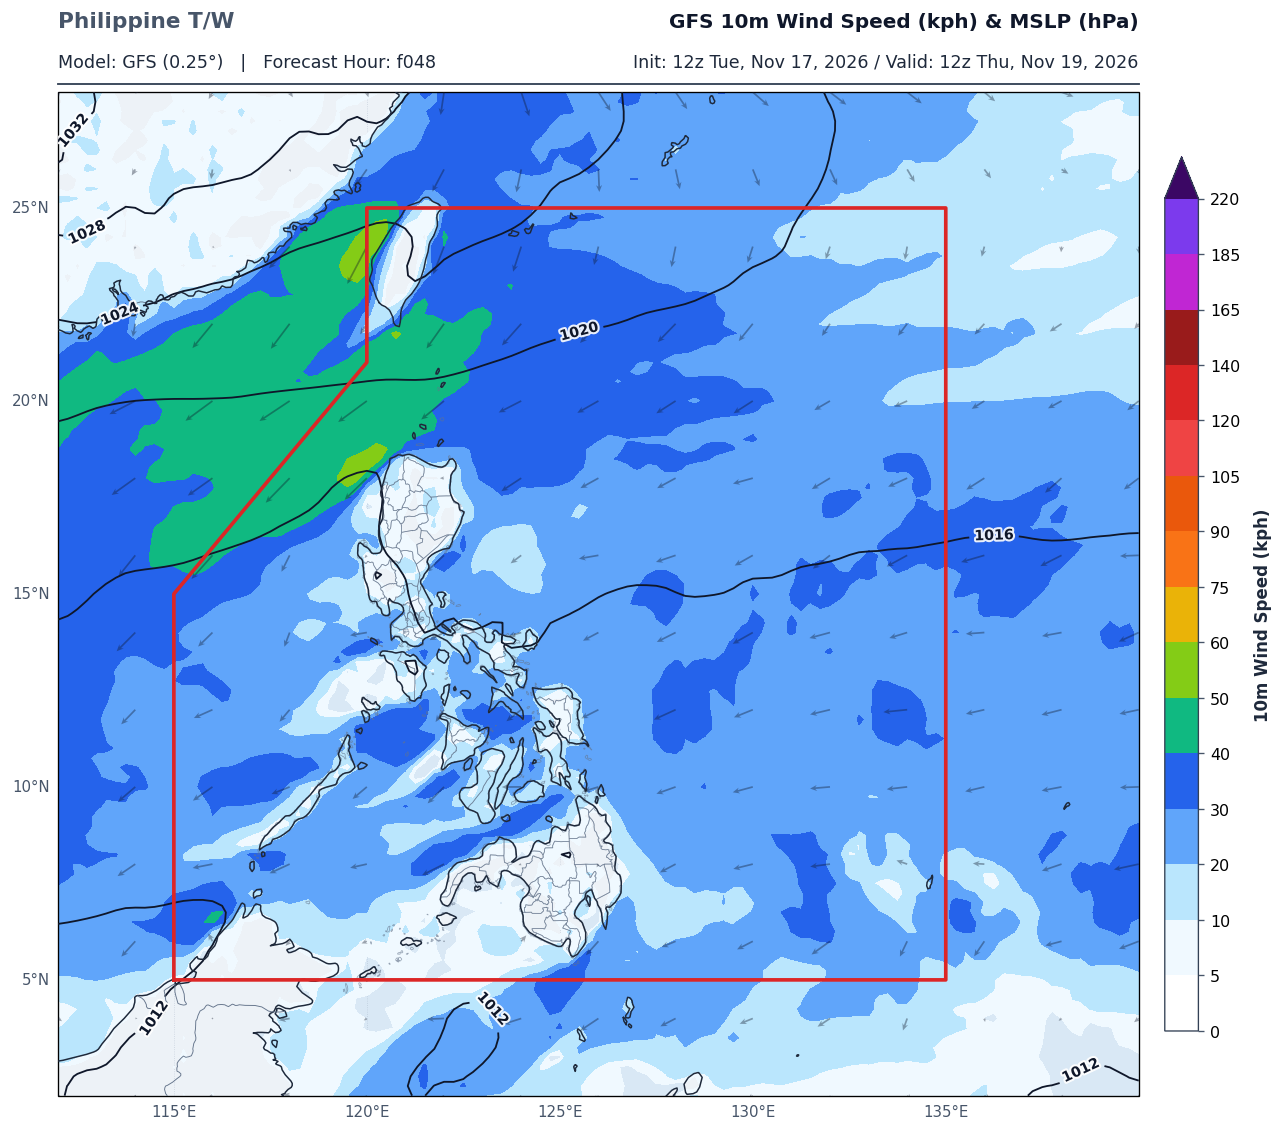 Philippine T/W
GFS 10m Wind Speed (kph) & MSLP (hPa)
Model: GFS (0.25°) | Forecast Hour: f048
Init: 12z Tue, Nov 17, 2026 / Valid: 12z Thu, Nov 19, 2026
1032
1028
1024
1020
1016
1012
1012
1012
25°N
20°N
15°N
10°N
5°N
115°E
120°E
125°E
130°E
135°E
220
185
165
140
120
105
90
75
60
50
40
30
20
10
5
0
10m Wind Speed (kph)